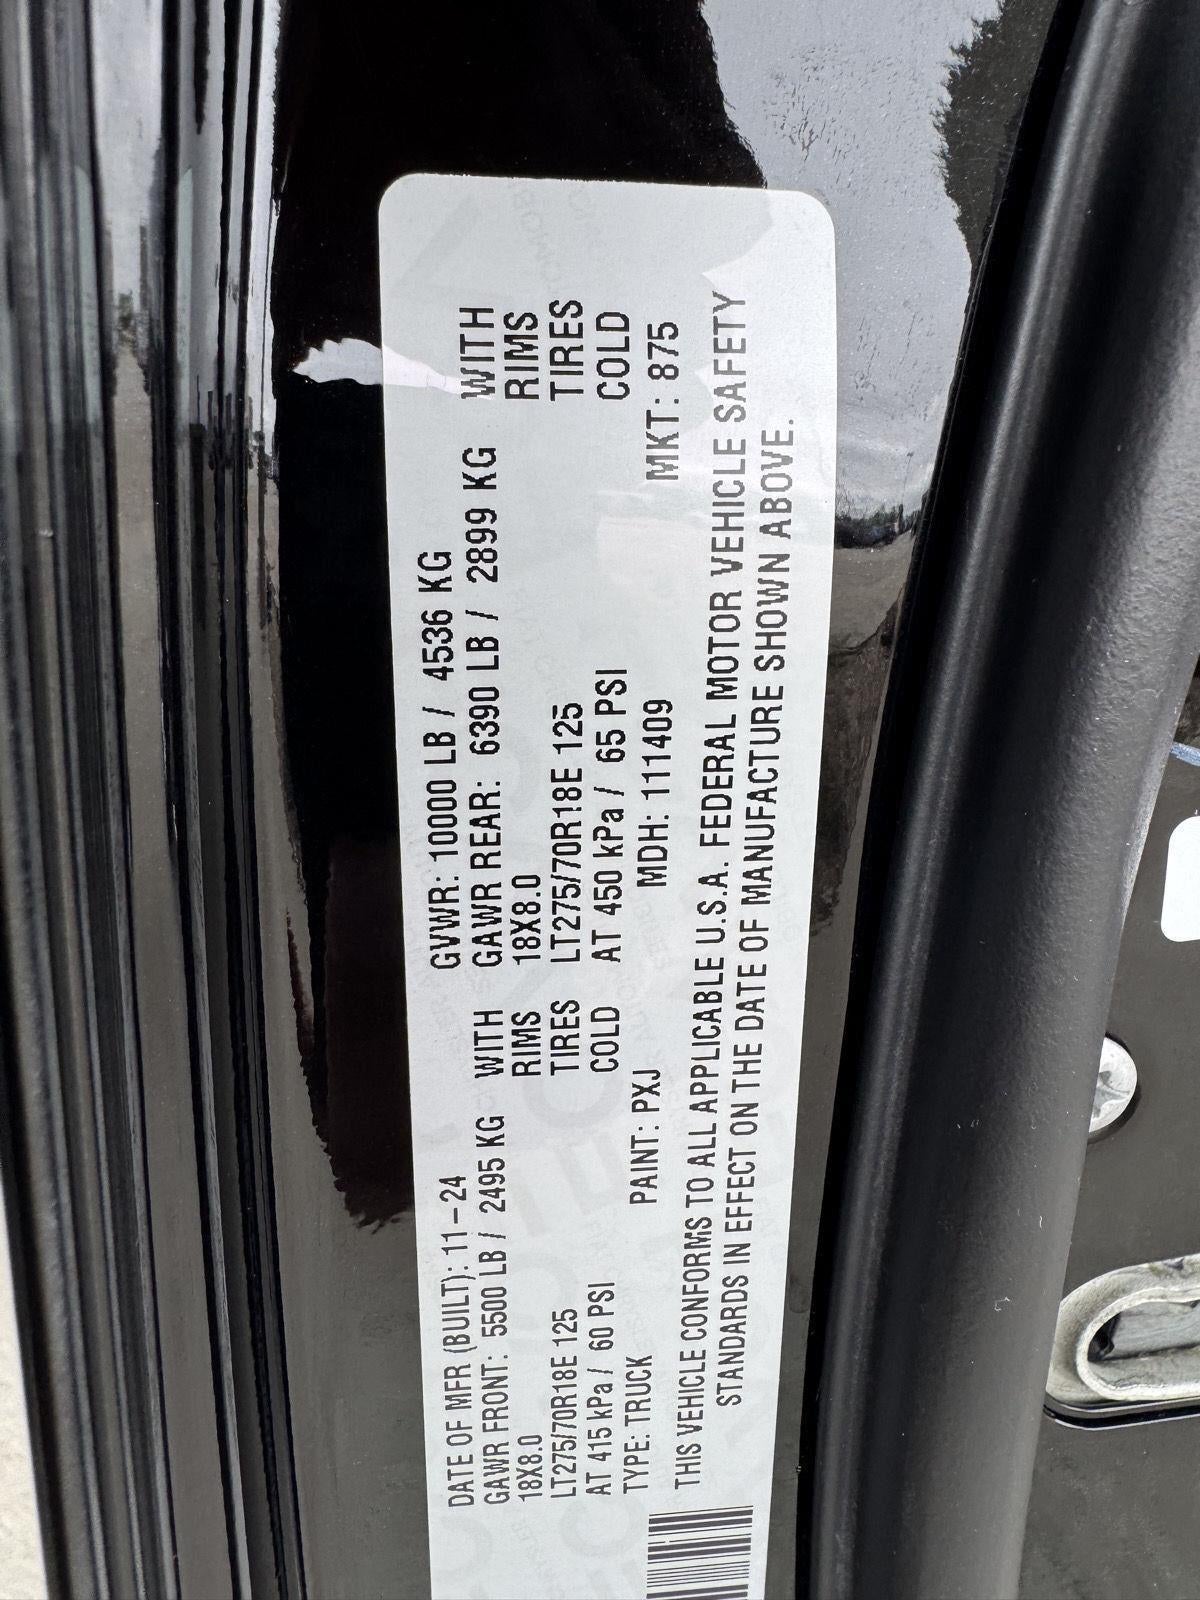 DATE OF MFR (BUILT): 11-24 GVWR: 10000 LB / 4536 KG
GAWR FRONT: 5500 LB / 2495 KG WITH GAWR REAR: 6390 LB / 2899 KG WITH
18X8.0 RIMS 18X8.0 RIMS
LT275/70R18E 125 TIRES LT275/70R18E 125 TIRES
AT 415 kPa / 60 PSI COLD AT 450 kPa / 65 PSI COLD
TYPE: TRUCK PAINT: PXJ MDH: 111409 MKT: 875
THIS VEHICLE CONFORMS TO ALL APPLICABLE U.S.A. FEDERAL MOTOR VEHICLE SAFETY
STANDARDS IN EFFECT ON THE DATE OF MANUFACTURE SHOWN ABOVE.